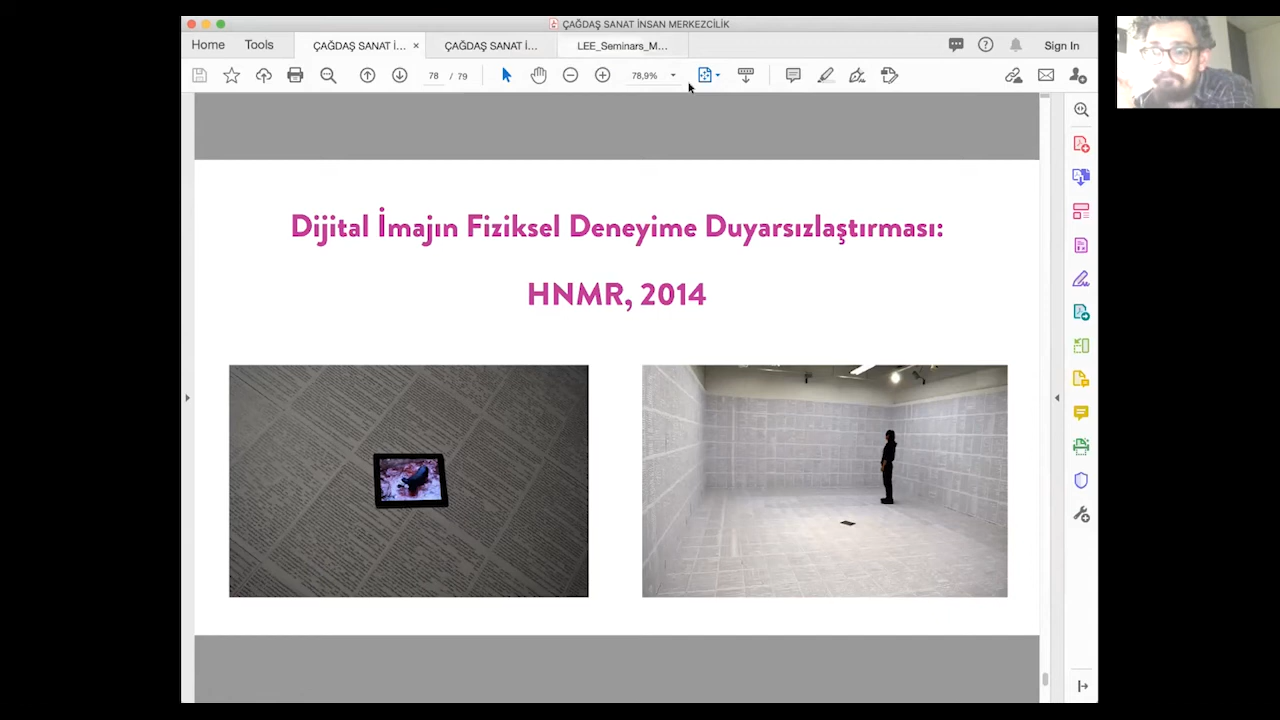 ÇAĞDAŞ SANAT İNSAN MERKEZCİLİK
Home
Tools
ÇAĞDAŞ SANAT İ...
ÇAĞDAŞ SANAT İ...
LEE_Seminars_M...
Sign In
78 / 79
78,9%
Dijital İmajın Fiziksel Deneyime Duyarsızlaştırması:
HNMR, 2014